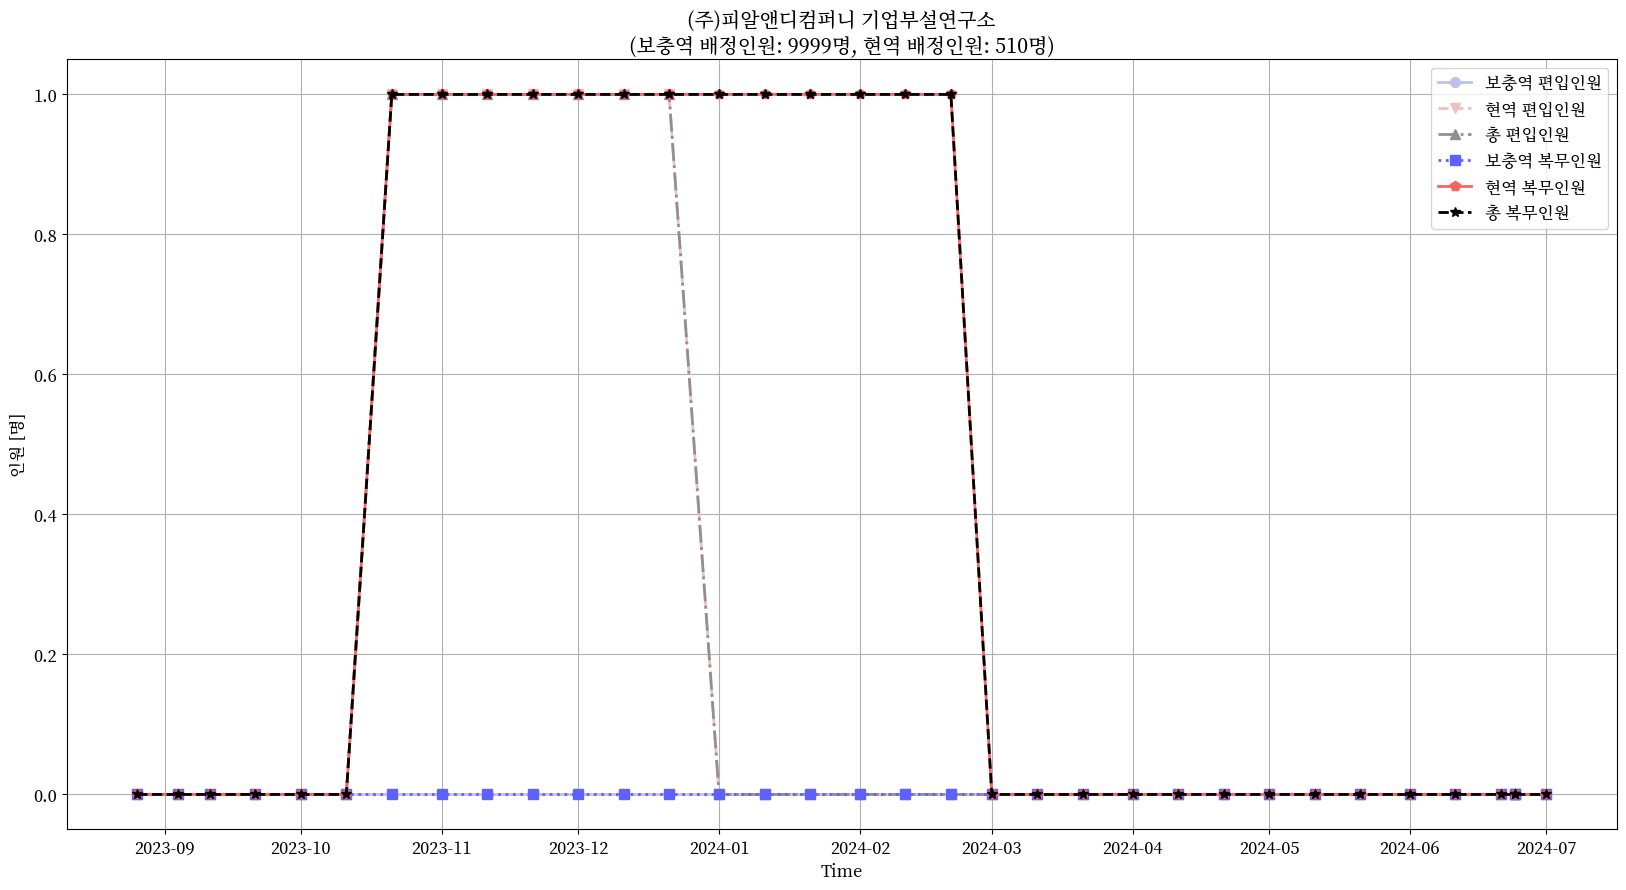 (주)피알앤디컴퍼니 기업부설연구소
(보충역 배정인원: 9999명, 현역 배정인원: 510명)
보충역 편입인원
현역 편입인원
총 편입인원
보충역 복무인원
현역 복무인원
총 복무인원
인원 [명]
1.0
0.8
0.6
0.4
0.2
0.0
2023-09 2023-10 2023-11 2023-12 2024-01 2024-02 2024-03 2024-04 2024-05 2024-06 2024-07
Time